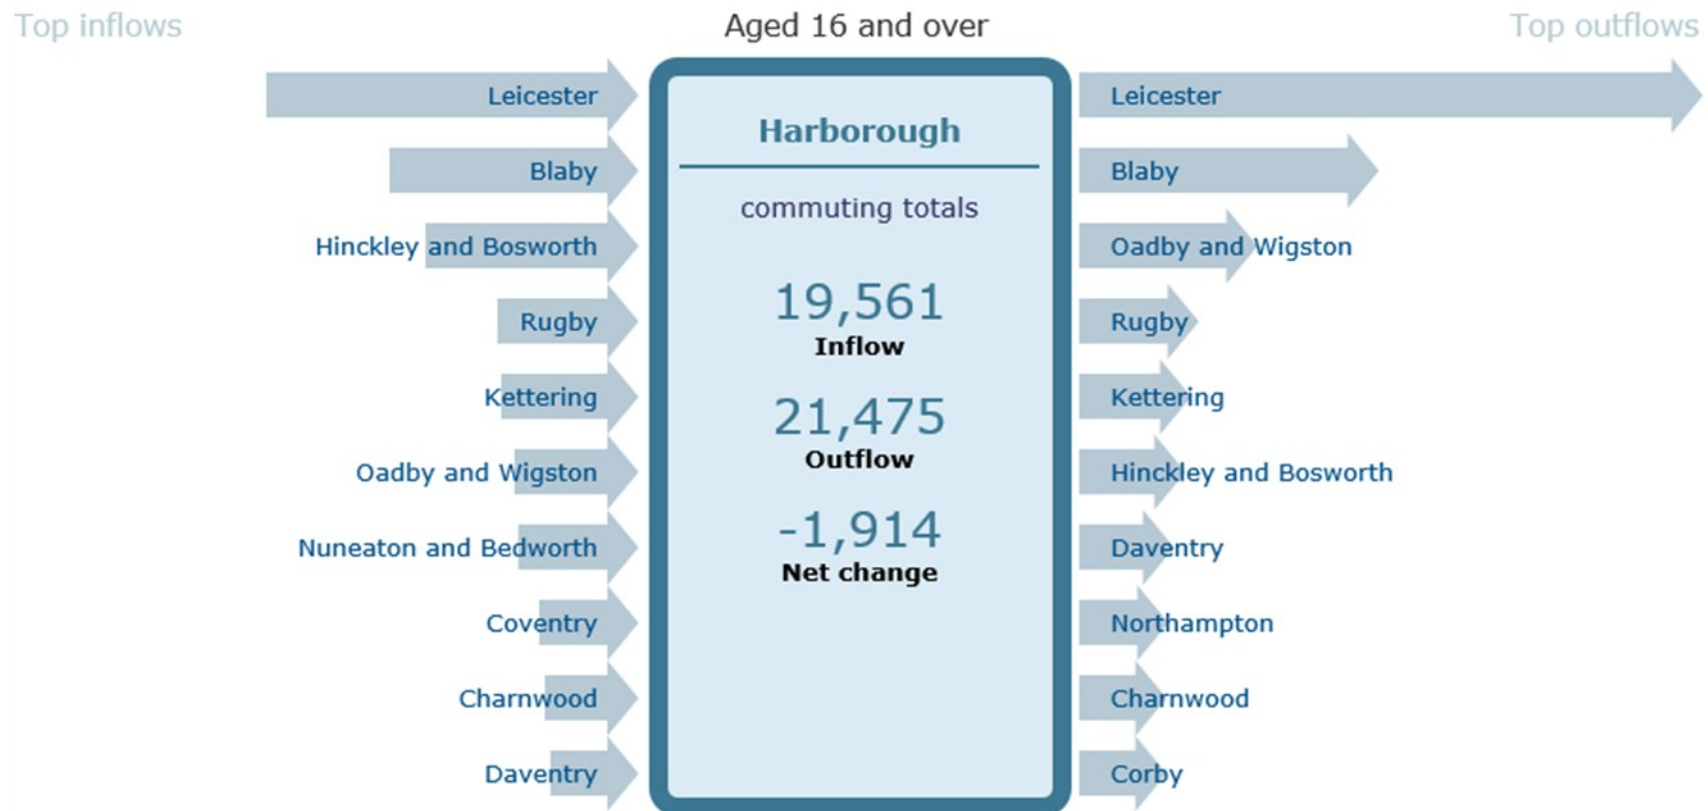 Top inflows
Aged 16 and over
Top outflows
Leicester
Blaby
Hinckley and Bosworth
Rugby
Kettering
Oadby and Wigston
Nuneaton and Bedworth
Coventry
Charnwood
Daventry
Harborough
commuting totals
19,561
Inflow
21,475
Outflow
-1,914
Net change
Leicester
Blaby
Oadby and Wigston
Rugby
Kettering
Hinckley and Bosworth
Daventry
Northampton
Charnwood
Corby